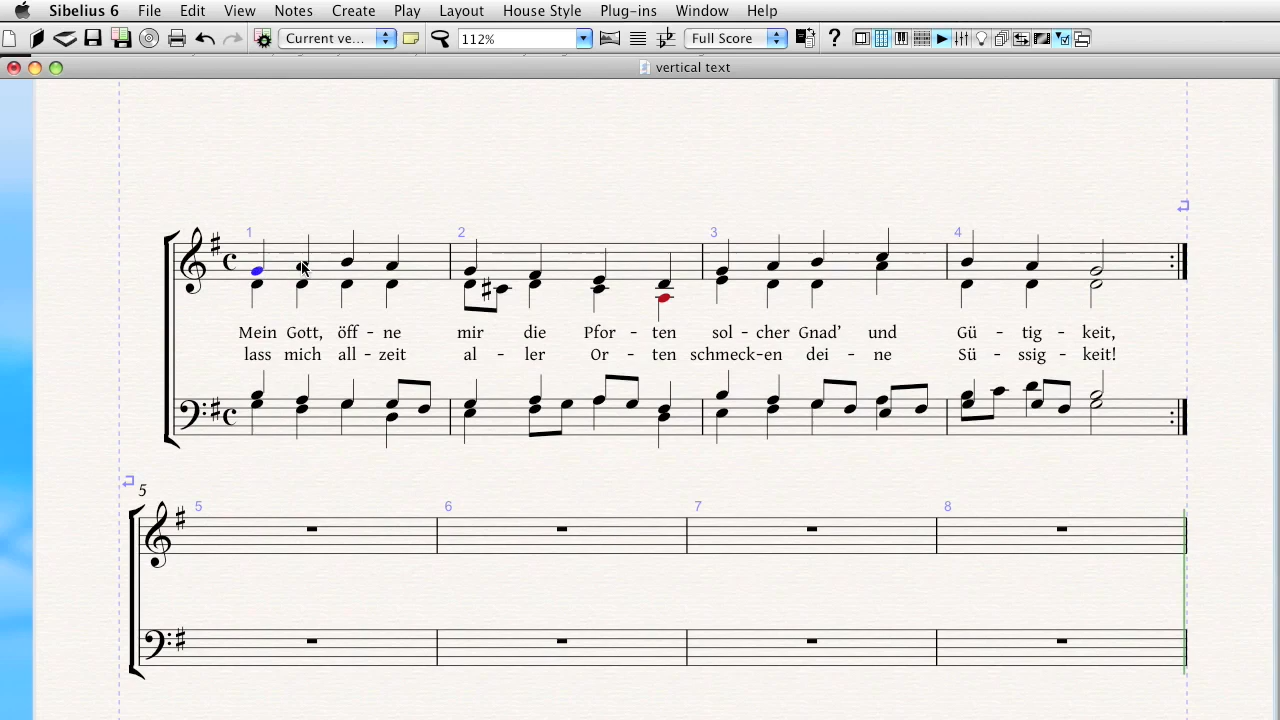 Sibelius 6 File Edit View Notes Create Play Layout House Style Plug-ins Window Help
Current ve... 112% Full Score ?
vertical text
1 2 3 4
Mein Gott, öff - ne mir die Pfor - ten sol - cher Gnad’ und Gü - tig - keit,
lass mich all - zeit al - ler Or - ten schmeck-en dei - ne Sü - ssig - keit!
5
5 6 7 8